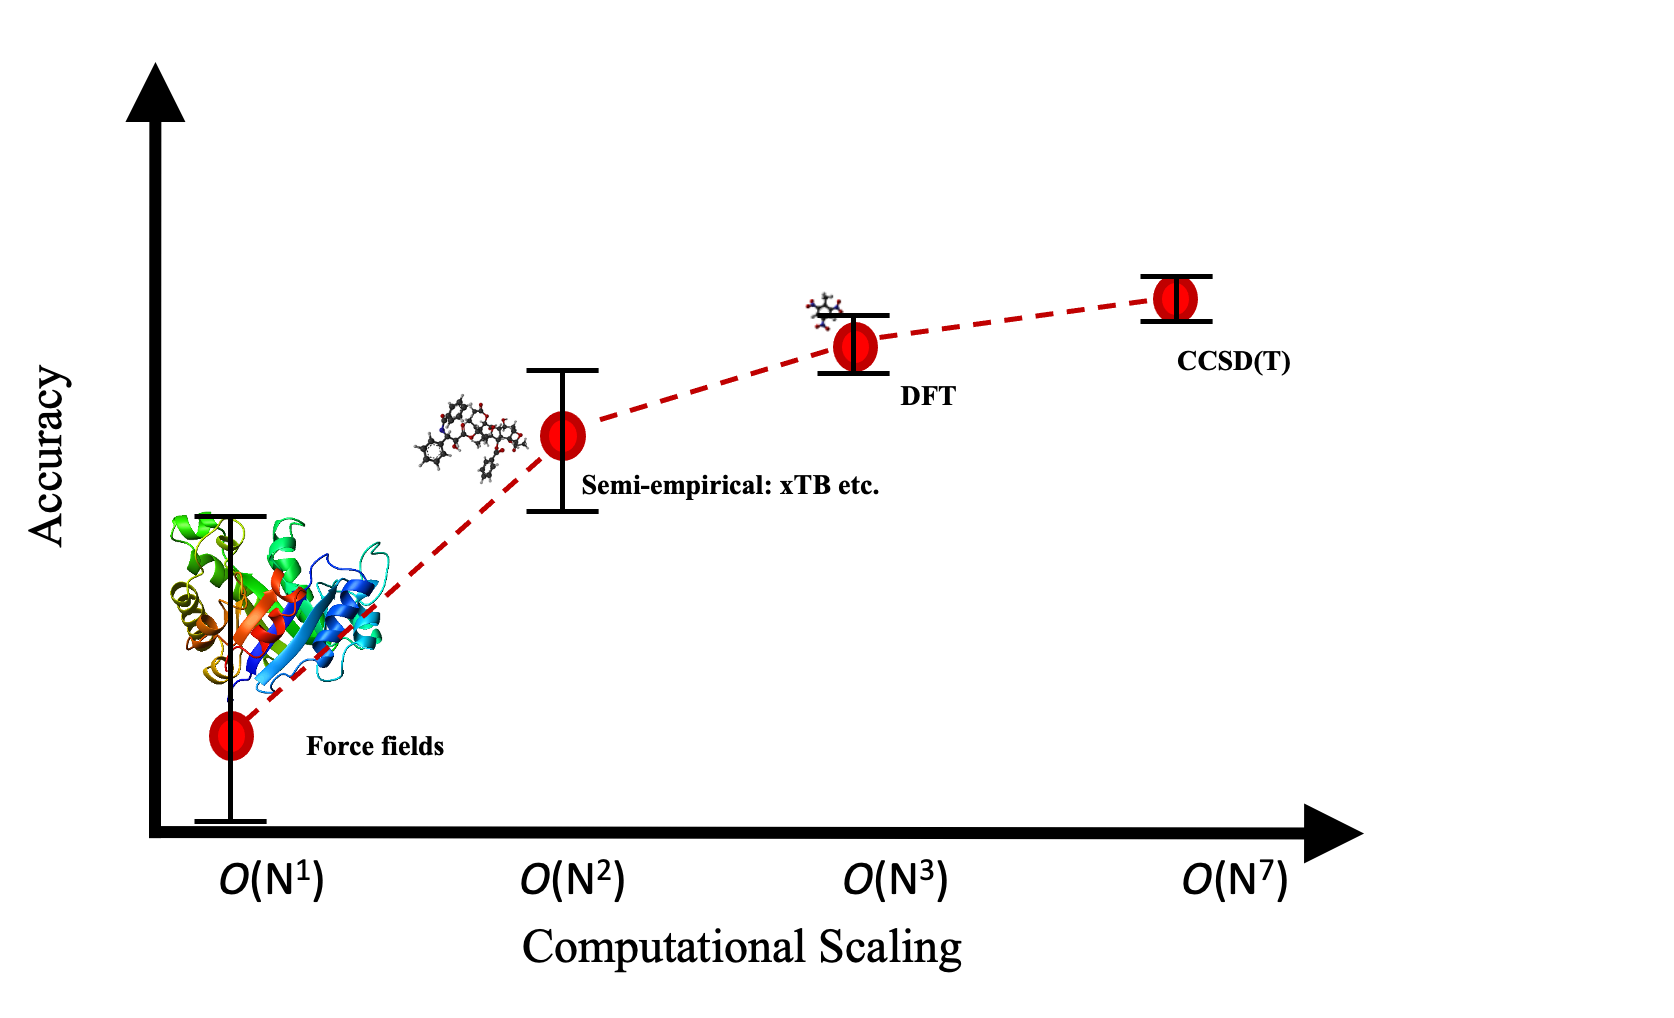 Accuracy
CCSD(T)
DFT
Semi-empirical: xTB etc.
Force fields
O(N¹) O(N²) O(N³) O(N⁷)
Computational Scaling